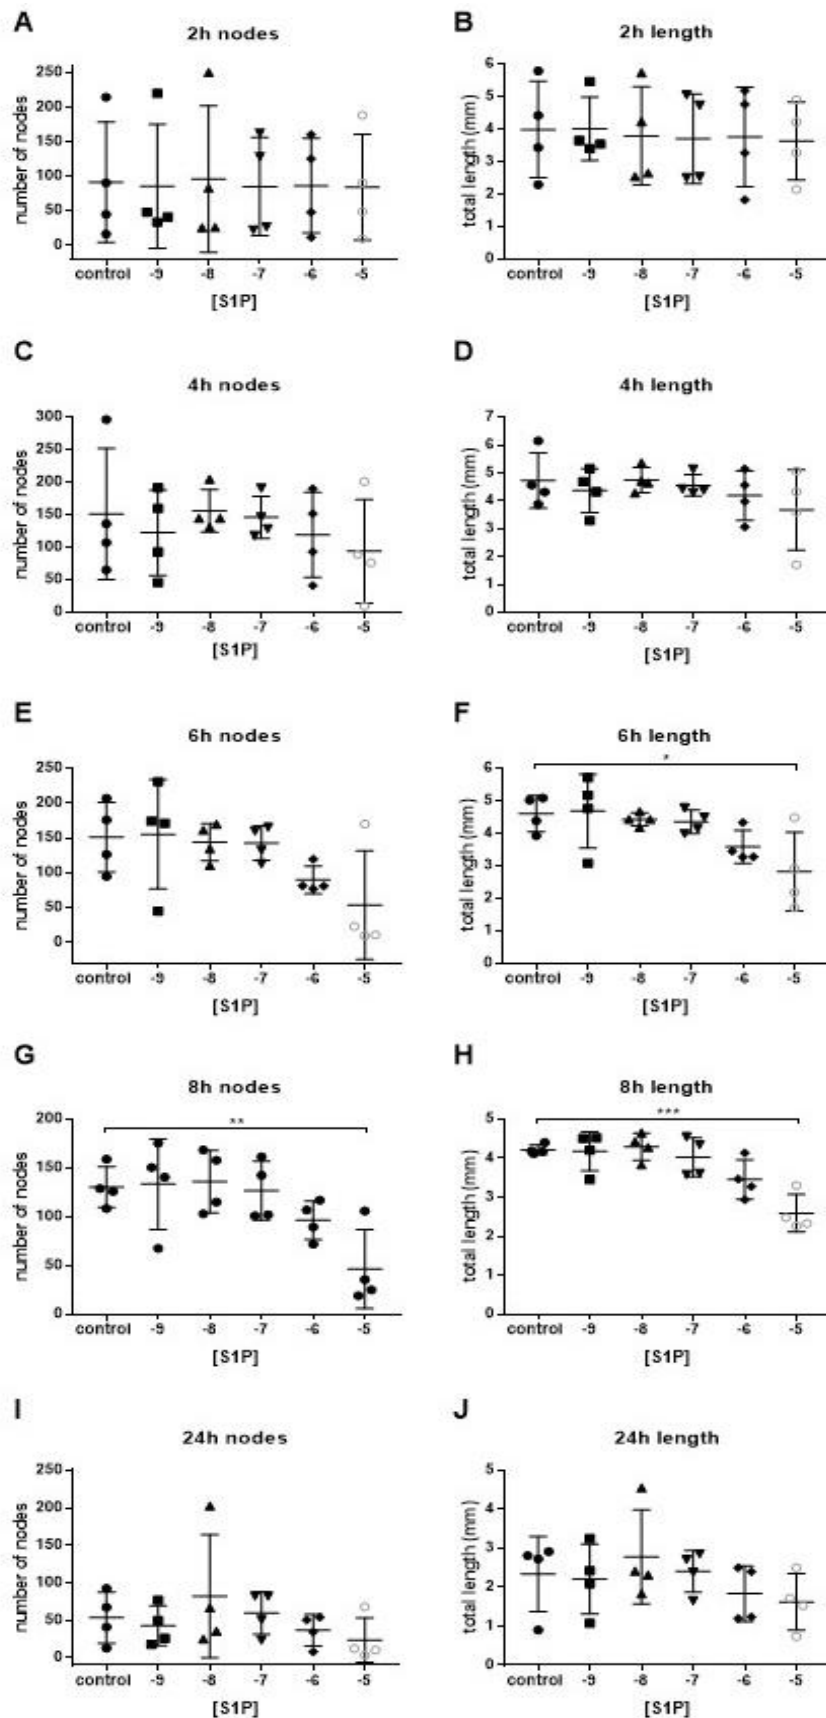 A
2h nodes
number of nodes
250
200
150
100
50
0
control -9 -8 -7 -6 -5
[S1P]
B
2h length
total length (mm)
6
5
4
3
2
1
0
control -9 -8 -7 -6 -5
[S1P]
C
4h nodes
number of nodes
300
250
200
150
100
50
0
control -9 -8 -7 -6 -5
[S1P]
D
4h length
total length (mm)
7
6
5
4
3
2
1
0
control -9 -8 -7 -6 -5
[S1P]
E
6h nodes
number of nodes
250
200
150
100
50
0
control -9 -8 -7 -6 -5
[S1P]
F
6h length
*
total length (mm)
6
5
4
3
2
1
0
control -9 -8 -7 -6 -5
[S1P]
G
8h nodes
**
number of nodes
200
150
100
50
0
control -9 -8 -7 -6 -5
[S1P]
H
8h length
***
total length (mm)
5
4
3
2
1
0
control -9 -8 -7 -6 -5
[S1P]
I
24h nodes
number of nodes
250
200
150
100
50
0
control -9 -8 -7 -6 -5
[S1P]
J
24h length
total length (mm)
5
4
3
2
1
0
control -9 -8 -7 -6 -5
[S1P]